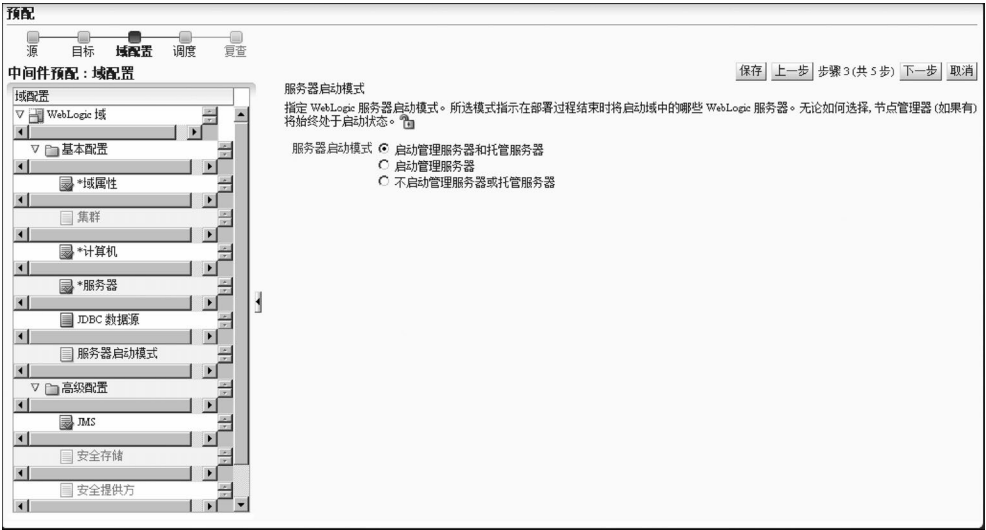 预配
源 目标 域配置 调度 复查
中间件预配：域配置
保存 上一步 步骤 3 (共 5 步) 下一步 取消
域配置
WebLogic 域
基本配置
*域属性
集群
*计算机
*服务器
JDBC 数据源
服务器启动模式
高级配置
JMS
安全存储
安全提供方
服务器启动模式
指定 WebLogic 服务器启动模式。所选模式指示在部署过程结束时将启动域中的哪些 WebLogic 服务器。无论如何选择, 节点管理器 (如果有)
将始终处于启动状态。
服务器启动模式 启动管理服务器和托管服务器
启动管理服务器
不启动管理服务器或托管服务器